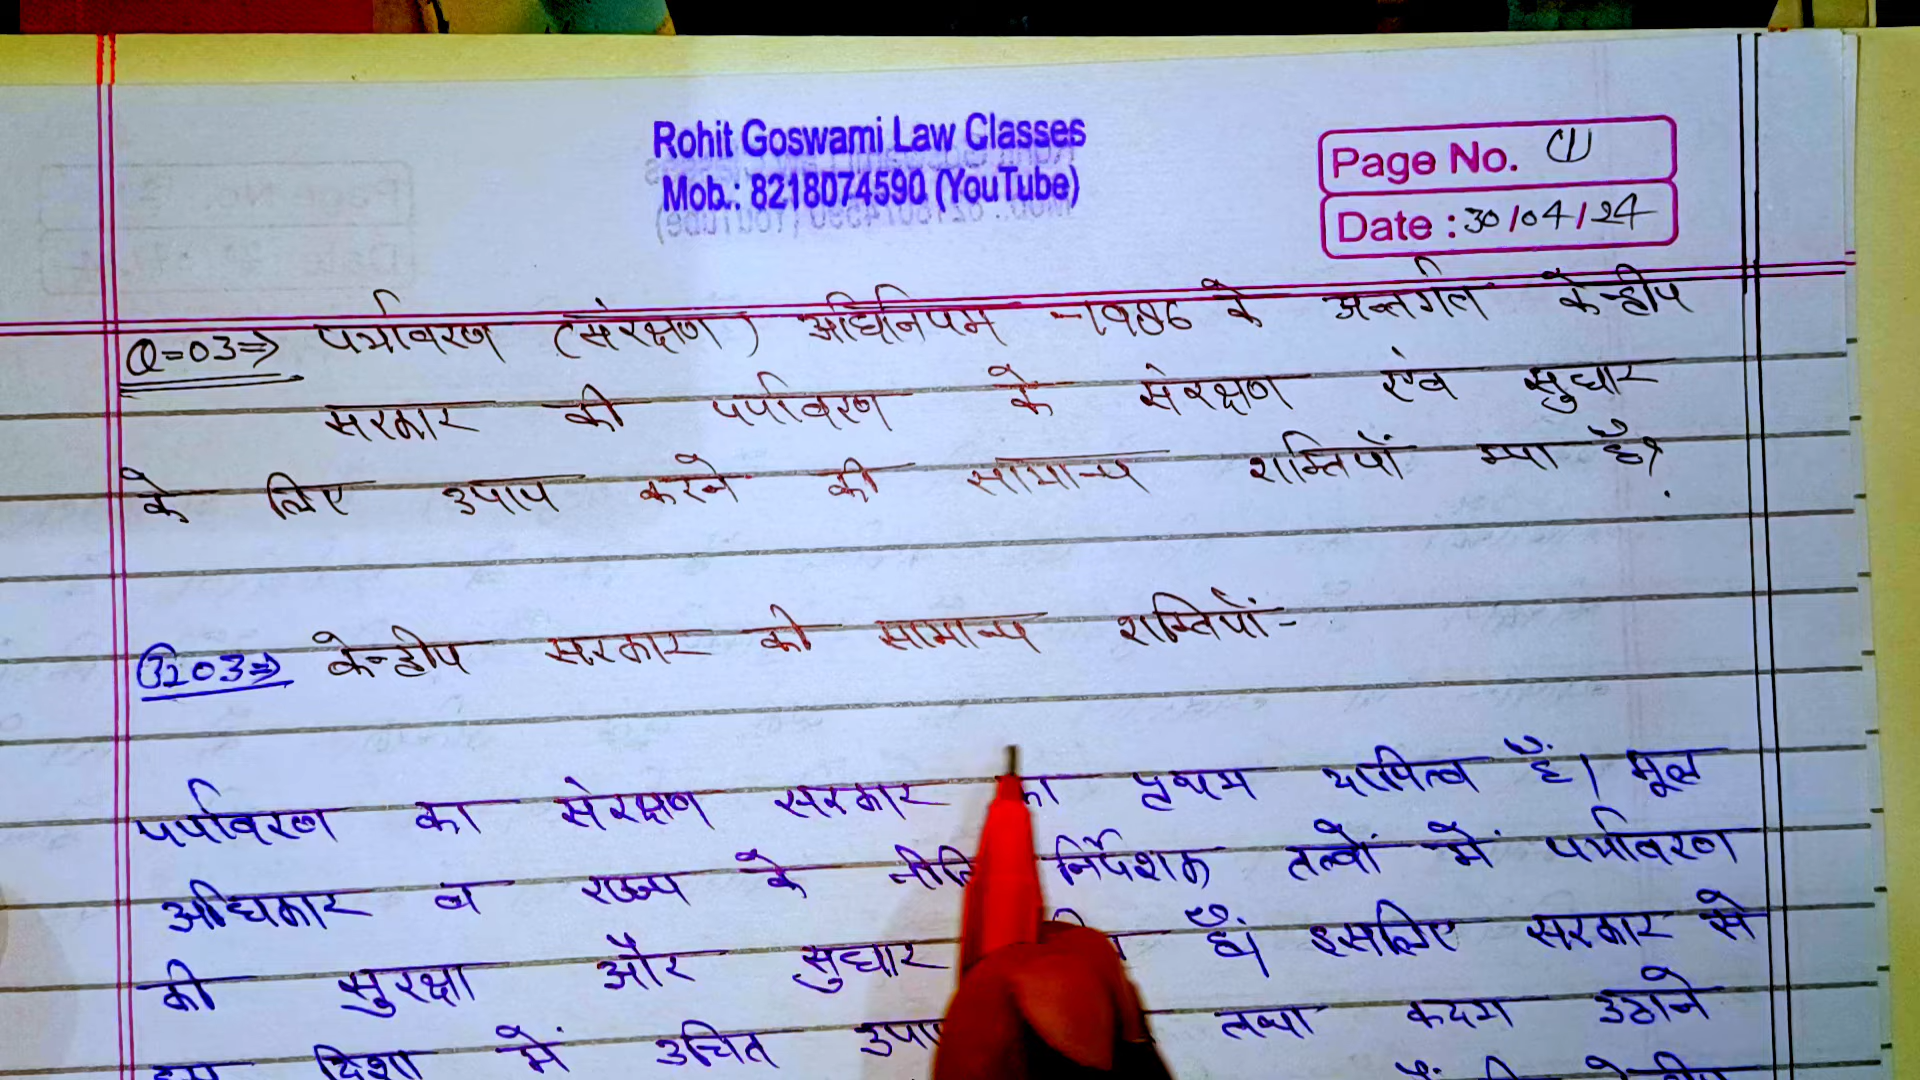 Rohit Goswami Law Classes
Mob.: 8218074590 (YouTube)
Page No. (1)
Date : 30/04/24
Q=03⇒ पर्यावरण (संरक्षण) अधिनियम -1986 के अन्तर्गत केन्द्रीय
सरकार की पर्यावरण के संरक्षण एंव सुधार
के लिए उपाय करने की सामान्य शक्तियाँ क्या है?
उ203⇒ केन्द्रीय सरकार की सामान्य शक्तियाँ-
पर्यावरण का संरक्षण सरकार का प्रथम दायित्व है। मूल
अधिकार व राज्य के नीति निर्देशक तत्वों में पर्यावरण
की सुरक्षा और सुधार है। इसलिए सरकार से
इस दिशा में उचित तथा कदम उठाने